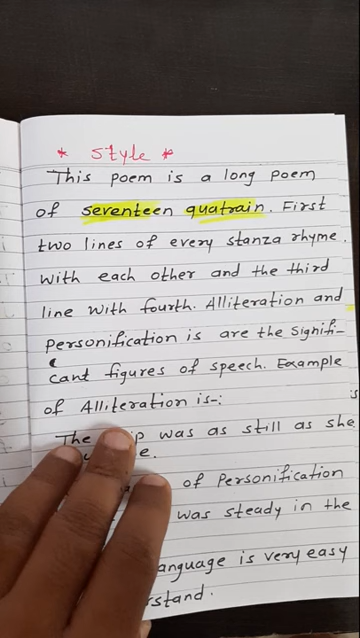 * Style *
This poem is a long poem
of seventeen quatrain. First
two lines of every stanza rhyme.
with each other and the third
line with fourth. Alliteration and
personification is are the signifi-
cant figures of speech. Example
of Alliteration is-:
The was as still as she
of Personification
was steady in the
language is very easy